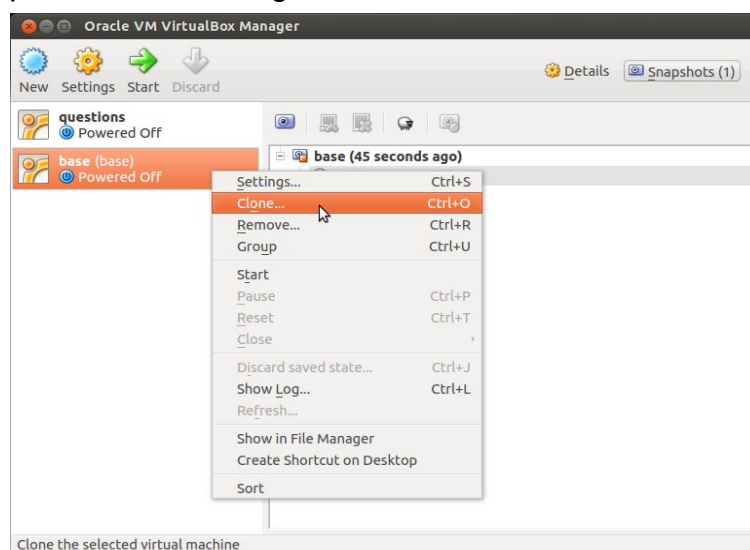 Oracle VM VirtualBox Manager
New Settings Start Discard
Details Snapshots (1)
questions
Powered Off
base (base)
Powered Off
base (45 seconds ago)
Settings... Ctrl+S
Clone... Ctrl+O
Remove... Ctrl+R
Group Ctrl+U
Start
Pause Ctrl+P
Reset Ctrl+T
Close
Discard saved state... Ctrl+J
Show Log... Ctrl+L
Refresh...
Show in File Manager
Create Shortcut on Desktop
Sort
Clone the selected virtual machine